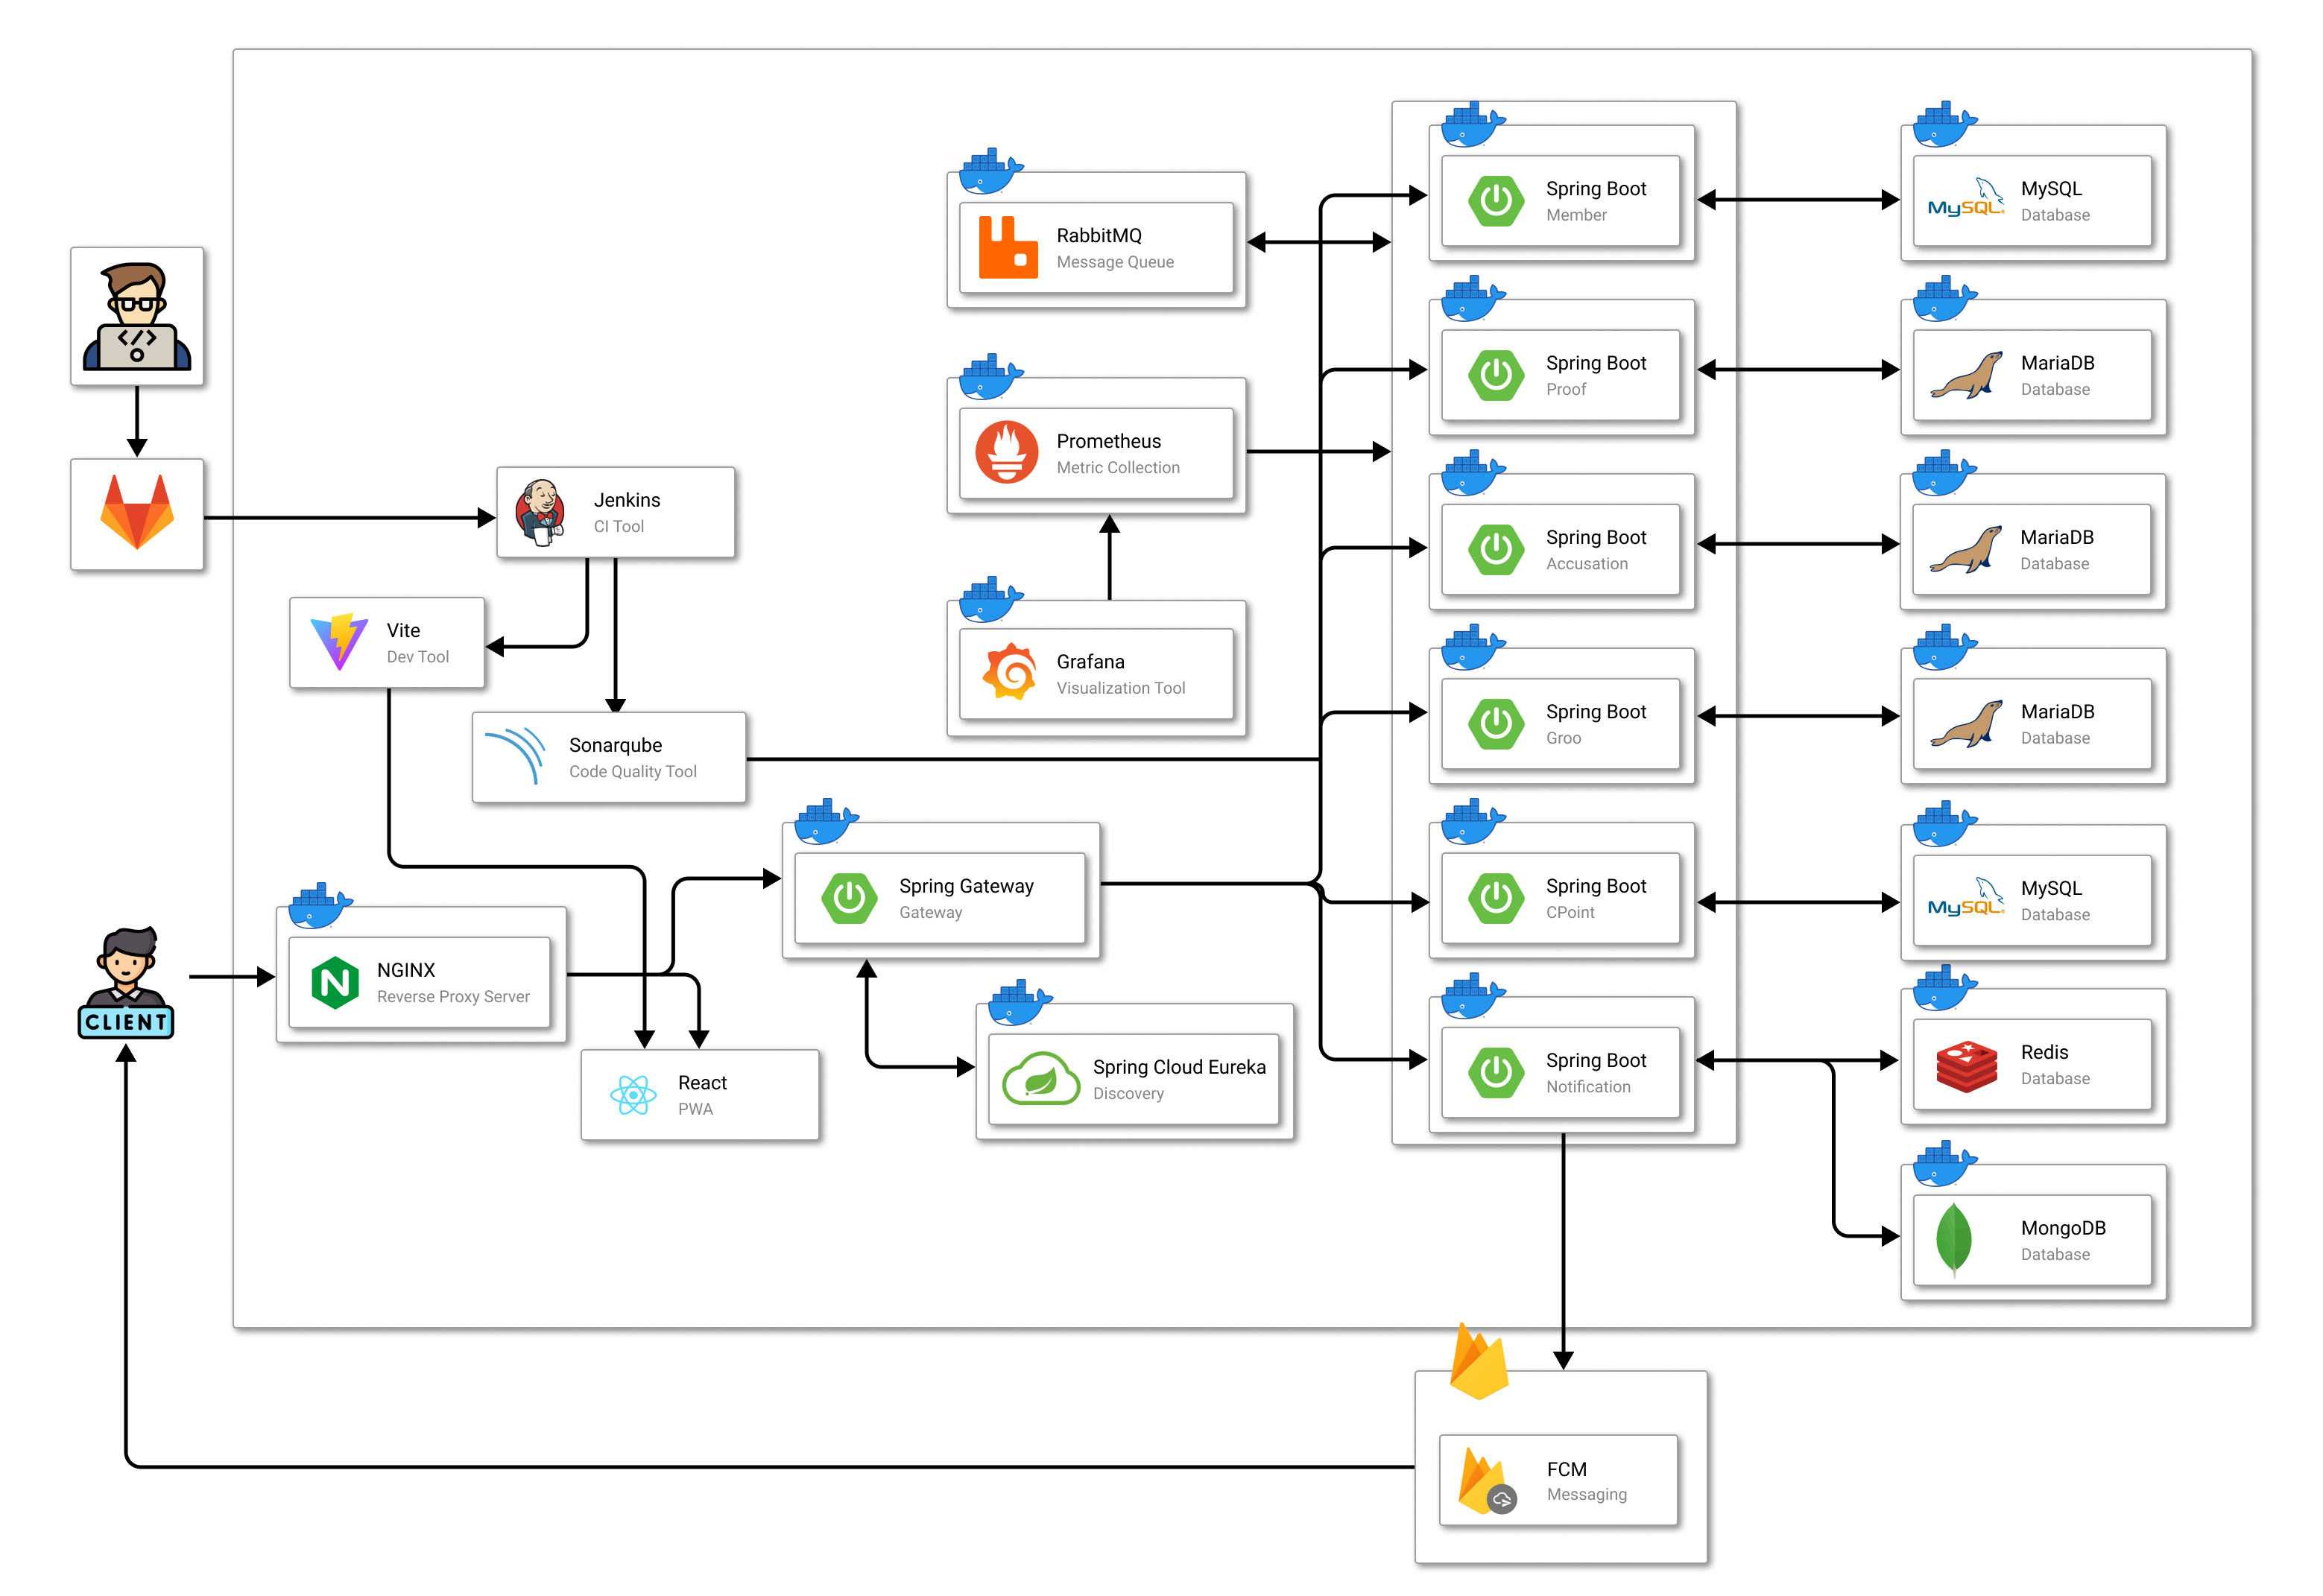 Spring Boot
Member
MySQL
MySQL
Database
RabbitMQ
Message Queue
Spring Boot
Proof
MariaDB
Database
Prometheus
Metric Collection
Jenkins
CI Tool
Spring Boot
Accusation
MariaDB
Database
Vite
Dev Tool
Grafana
Visualization Tool
Spring Boot
Groo
MariaDB
Database
Sonarqube
Code Quality Tool
Spring Gateway
Gateway
Spring Boot
CPoint
MySQL
MySQL
Database
NGINX
Reverse Proxy Server
CLIENT
React
PWA
Spring Cloud Eureka
Discovery
Spring Boot
Notification
Redis
Database
MongoDB
Database
FCM
Messaging